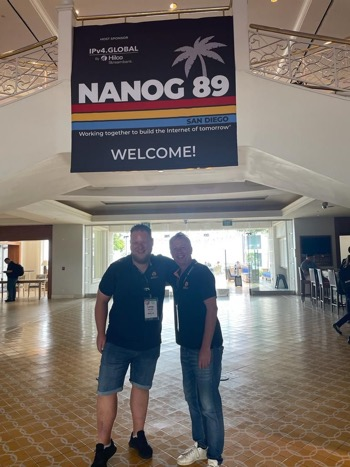 HOST SPONSOR
IPv4.GLOBAL
by Hilco
Streambank
NANOG 89
SAN DIEGO
Working together to build the Internet of tomorrow'
WELCOME!